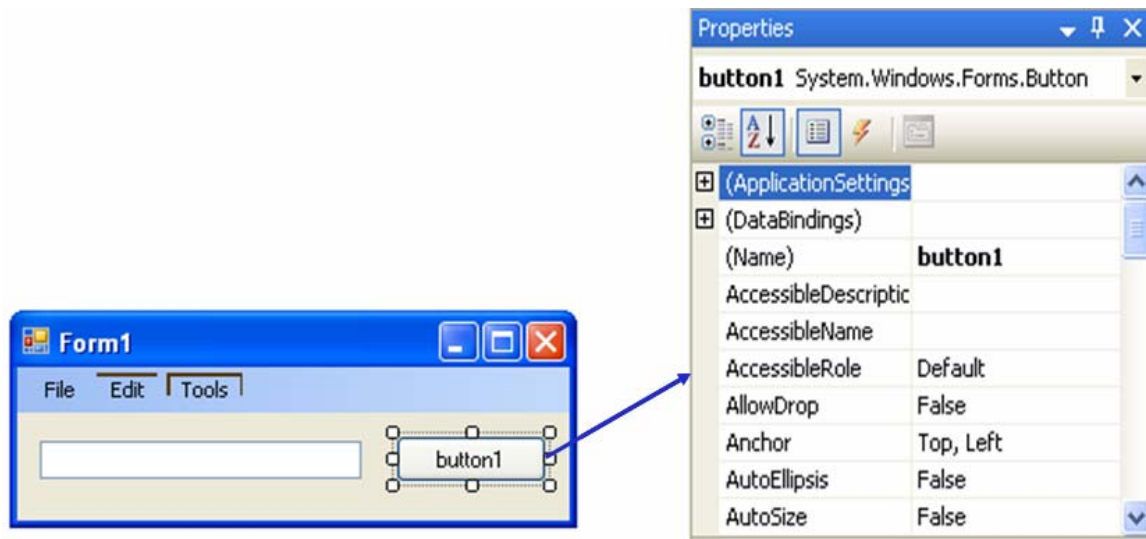 Properties
button1 System.Windows.Forms.Button
A
Z
(ApplicationSettings
(DataBindings)
(Name) button1
AccessibleDescriptic
AccessibleName
AccessibleRole Default
AllowDrop False
Anchor Top, Left
AutoEllipsis False
AutoSize False
Form1
File Edit Tools
button1